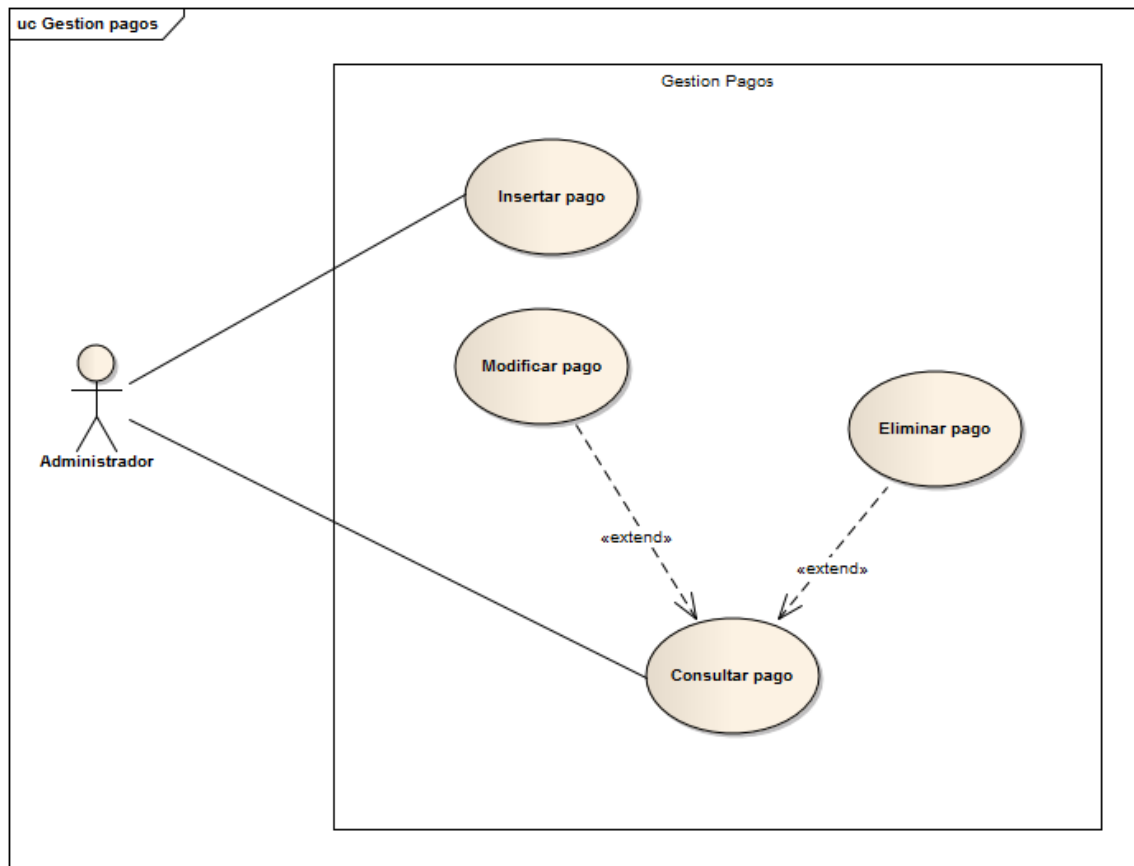 uc Gestion pagos
Gestion Pagos
Insertar pago
Modificar pago
Eliminar pago
Administrador
«extend»
«extend»
Consultar pago